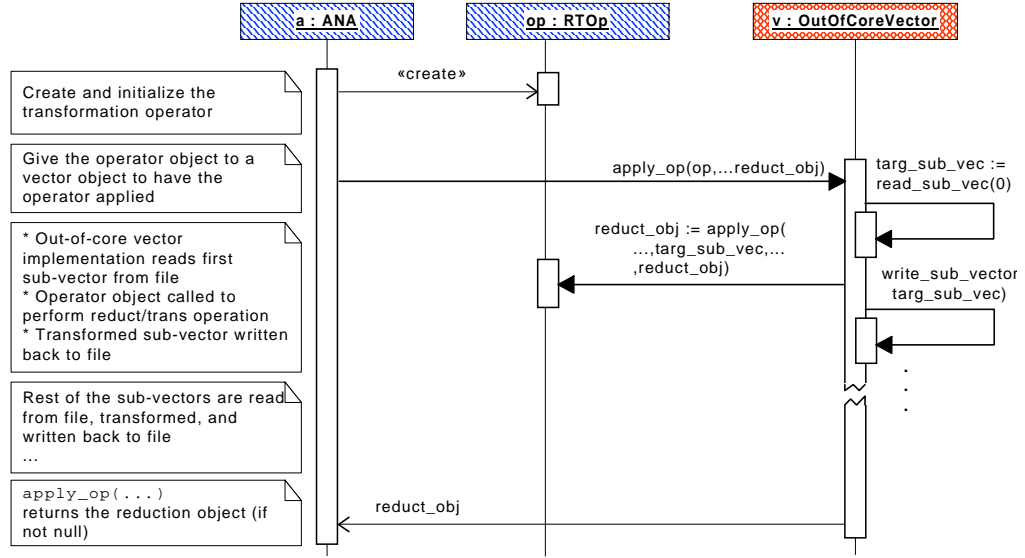 a : ANA
op : RTOp
v : OutOfCoreVector
«create»
Create and initialize the
transformation operator
Give the operator object to a
vector object to have the
operator applied
apply_op(op,...reduct_obj)
targ_sub_vec :=
read_sub_vec(0)
reduct_obj := apply_op(
...,targ_sub_vec,...
,reduct_obj)
* Out-of-core vector
implementation reads first
sub-vector from file
* Operator object called to
perform reduct/trans operation
* Transformed sub-vector written
back to file
write_sub_vector
targ_sub_vec)
.
.
.
Rest of the sub-vectors are read
from file, transformed, and
written back to file
...
apply_op(...)
returns the reduction object (if
not null)
reduct_obj